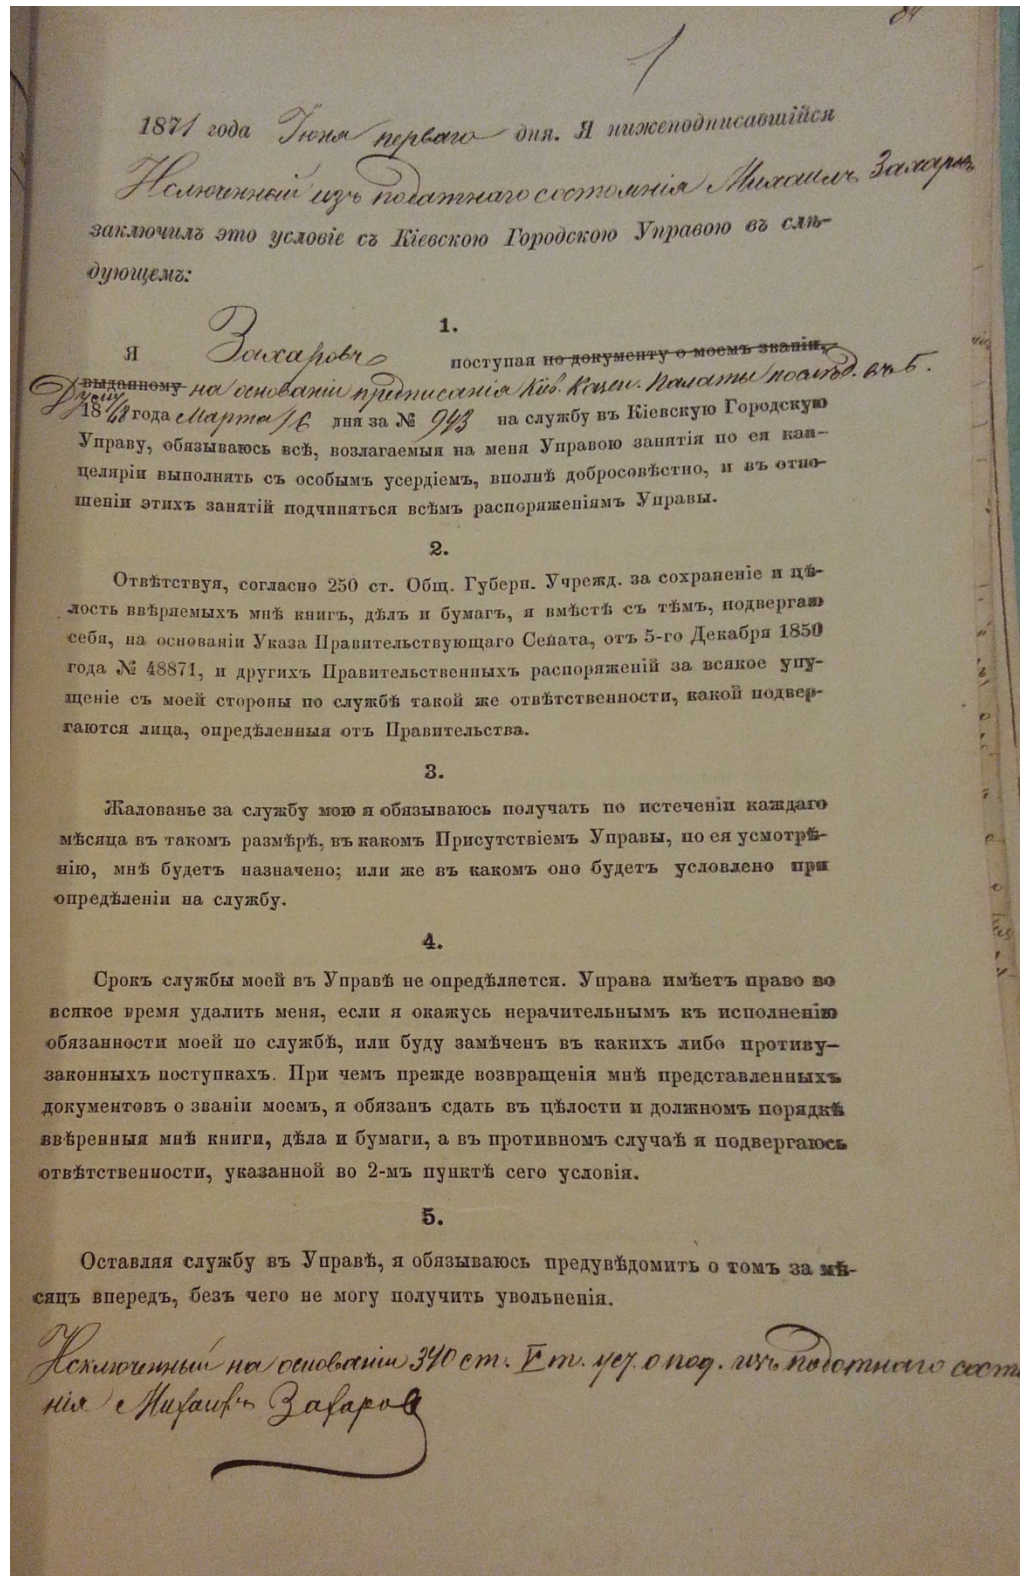 1
1871 года Іюня перваго дня. Я нижеподписавшійся
Исключенный изъ податнаго состоянія Михаилъ Захаровъ
заключилъ это условіе съ Кіевскою Городскою Управою въ слѣ-
дующемъ:
1.
Я Захаровъ поступая по документу о моемъ званіи,
выданному на основаніи предписанія Кіев. Казен. Палаты послѣд. въ Б.
Думу
18 68 года Марта 16 дня за № 943 на службу въ Кіевскую Городскую
Управу, обязываюсь всѣ, возлагаемыя на меня Управою занятія по ея кан-
целяріи выполнять съ особымъ усердіемъ, вполнѣ добросовѣстно, и въ отно-
шеніи этихъ занятій подчиняться всѣмъ распоряженіямъ Управы.
2.
Отвѣтствуя, согласно 250 ст. Общ. Губерн. Учрежд. за сохраненіе и цѣ-
лость ввѣряемыхъ мнѣ книгъ, дѣлъ и бумагъ, я вмѣстѣ съ тѣмъ, подвергаю
себя, на основаніи Указа Правительствующаго Сената, отъ 5-го Декабря 1850
года № 48871, и другихъ Правительственныхъ распоряженій за всякое упу-
щеніе съ моей стороны по службѣ такой же отвѣтственности, какой подвер-
гаются лица, опредѣленныя отъ Правительства.
3.
Жалованье за службу мою я обязываюсь получать по истеченіи каждаго
мѣсяца въ такомъ размѣрѣ, въ какомъ Присутствіемъ Управы, по ея усмотрѣ-
нію, мнѣ будетъ назначено; или же въ какомъ оно будетъ условлено при
опредѣленіи на службу.
4.
Срокъ службы моей въ Управѣ не опредѣляется. Управа имѣетъ право во
всякое время удалить меня, если я окажусь нерачительнымъ къ исполненію
обязанности моей по службѣ, или буду замѣченъ въ какихъ либо противу-
законныхъ поступкахъ. При чемъ прежде возвращенія мнѣ представленныхъ
документовъ о званіи моемъ, я обязанъ сдать въ цѣлости и должномъ порядкѣ
ввѣренныя мнѣ книги, дѣла и бумаги, а въ противномъ случаѣ я подвергаюсь
отвѣтственности, указанной во 2-мъ пунктѣ сего условія.
5.
Оставляя службу въ Управѣ, я обязываюсь предувѣдомить о томъ за мѣ-
сяцъ впередъ, безъ чего не могу получить увольненія.
Исключенный на основаніи 340 ст. V т. уст. о под. изъ податнаго состоя
нія Михаилъ Захаровъ